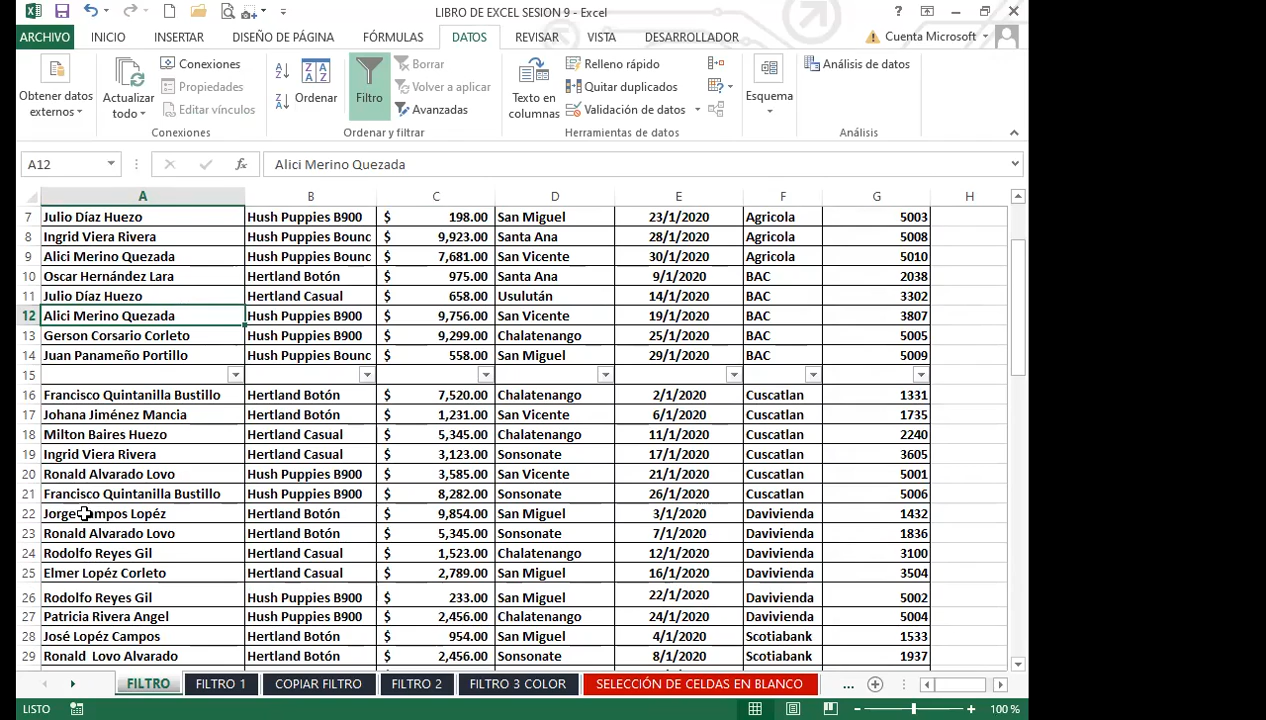 LIBRO DE EXCEL SESION 9 - Excel
ARCHIVO INICIO INSERTAR DISEÑO DE PÁGINA FÓRMULAS DATOS REVISAR VISTA DESARROLLADOR Cuenta Microsoft
Obtener datos externos
Actualizar todo
Conexiones
Propiedades
Editar vínculos
Conexiones
Ordenar
Filtro
Borrar
Volver a aplicar
Avanzadas
Ordenar y filtrar
Texto en columnas
Relleno rápido
Quitar duplicados
Validación de datos
Herramientas de datos
Esquema
Análisis de datos
Análisis
A12 fx Alici Merino Quezada
A B C D E F G H
7 Julio Díaz Huezo Hush Puppies B900 $ 198.00 San Miguel 23/1/2020 Agricola 5003
8 Ingrid Viera Rivera Hush Puppies Bounc $ 9,923.00 Santa Ana 28/1/2020 Agricola 5008
9 Alici Merino Quezada Hush Puppies Bounc $ 7,681.00 San Vicente 30/1/2020 Agricola 5010
10 Oscar Hernández Lara Hertland Botón $ 975.00 Santa Ana 9/1/2020 BAC 2038
11 Julio Díaz Huezo Hertland Casual $ 658.00 Usulután 14/1/2020 BAC 3302
12 Alici Merino Quezada Hush Puppies B900 $ 9,756.00 San Vicente 19/1/2020 BAC 3807
13 Gerson Corsario Corleto Hush Puppies B900 $ 9,299.00 Chalatenango 25/1/2020 BAC 5005
14 Juan Panameño Portillo Hush Puppies Bounc $ 558.00 San Miguel 29/1/2020 BAC 5009
15
16 Francisco Quintanilla Bustillo Hertland Botón $ 7,520.00 Chalatenango 2/1/2020 Cuscatlan 1331
17 Johana Jiménez Mancia Hertland Botón $ 1,231.00 San Vicente 6/1/2020 Cuscatlan 1735
18 Milton Baires Huezo Hertland Casual $ 5,345.00 Chalatenango 11/1/2020 Cuscatlan 2240
19 Ingrid Viera Rivera Hertland Casual $ 3,123.00 Sonsonate 17/1/2020 Cuscatlan 3605
20 Ronald Alvarado Lovo Hush Puppies B900 $ 3,585.00 San Vicente 21/1/2020 Cuscatlan 5001
21 Francisco Quintanilla Bustillo Hush Puppies B900 $ 8,282.00 Sonsonate 26/1/2020 Cuscatlan 5006
22 Jorge Campos Lopéz Hertland Botón $ 9,854.00 San Miguel 3/1/2020 Davivienda 1432
23 Ronald Alvarado Lovo Hertland Botón $ 5,345.00 Sonsonate 7/1/2020 Davivienda 1836
24 Rodolfo Reyes Gil Hertland Casual $ 1,523.00 Chalatenango 12/1/2020 Davivienda 3100
25 Elmer Lopéz Corleto Hertland Casual $ 2,789.00 San Miguel 16/1/2020 Davivienda 3504
26 Rodolfo Reyes Gil Hush Puppies B900 $ 233.00 San Miguel 22/1/2020 Davivienda 5002
27 Patricia Rivera Angel Hush Puppies B900 $ 2,456.00 Chalatenango 24/1/2020 Davivienda 5004
28 José Lopéz Campos Hertland Botón $ 954.00 San Miguel 4/1/2020 Scotiabank 1533
29 Ronald Lovo Alvarado Hertland Botón $ 2,456.00 Sonsonate 8/1/2020 Scotiabank 1937
FILTRO FILTRO 1 COPIAR FILTRO FILTRO 2 FILTRO 3 COLOR SELECCIÓN DE CELDAS EN BLANCO ...
LISTO 100 %